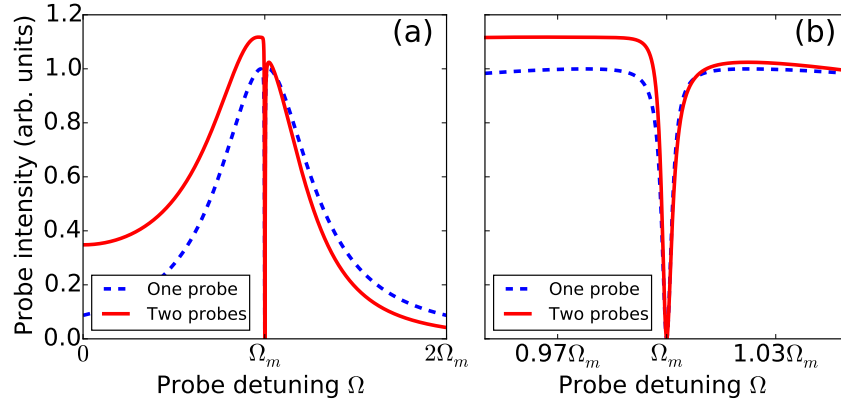 Probe intensity (arb. units)
1.2
1.0
0.8
0.6
0.4
0.2
0.0
(a)
One probe
Two probes
0
Ωₘ
2Ωₘ
Probe detuning Ω
(b)
One probe
Two probes
0.97Ωₘ
Ωₘ
1.03Ωₘ
Probe detuning Ω